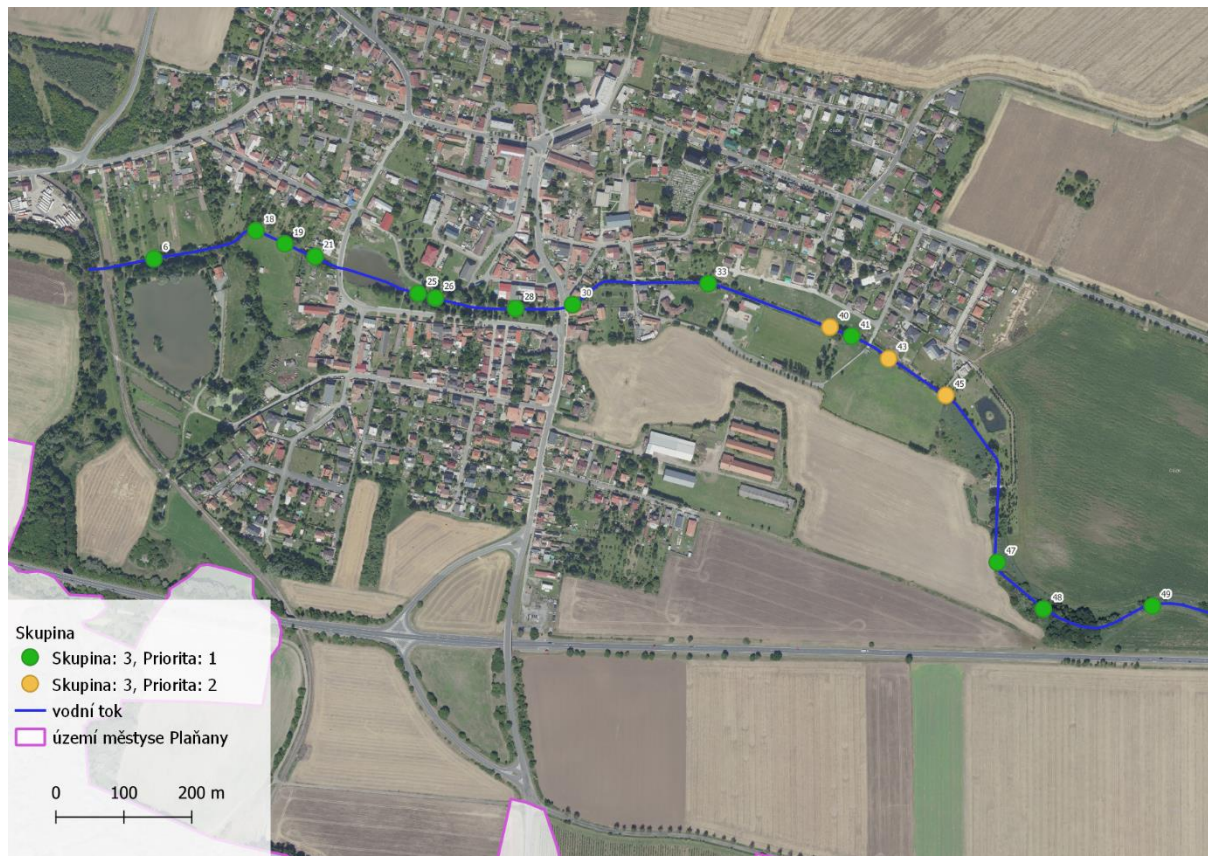 18
19
6
21
25
26
28
30
33
40
41
43
45
47
48
49
Skupina
Skupina: 3, Priorita: 1
Skupina: 3, Priorita: 2
vodní tok
území městyse Plaňany
0 100 200 m